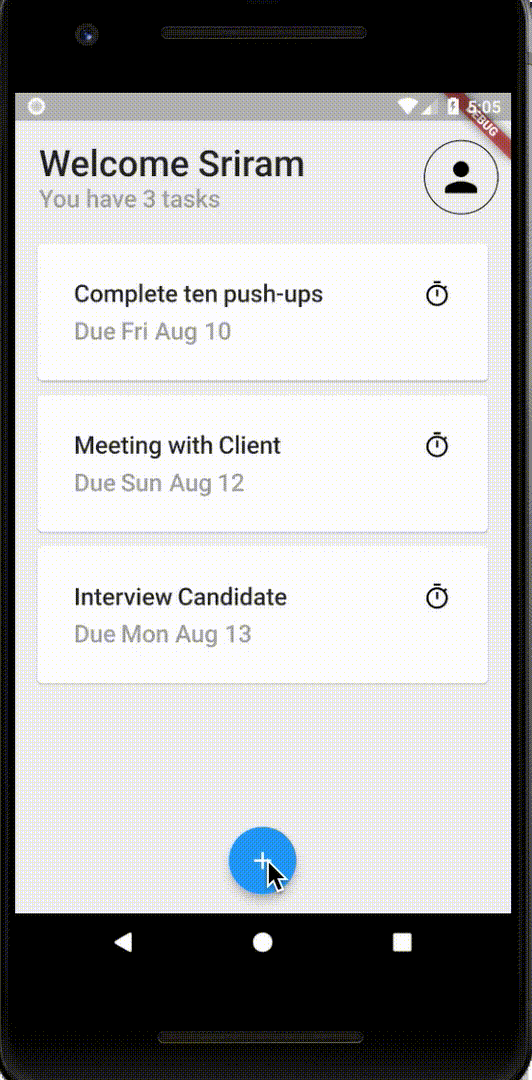 5:05
DEBUG
Welcome Sriram
You have 3 tasks
Complete ten push-ups
Due Fri Aug 10
Meeting with Client
Due Sun Aug 12
Interview Candidate
Due Mon Aug 13
+